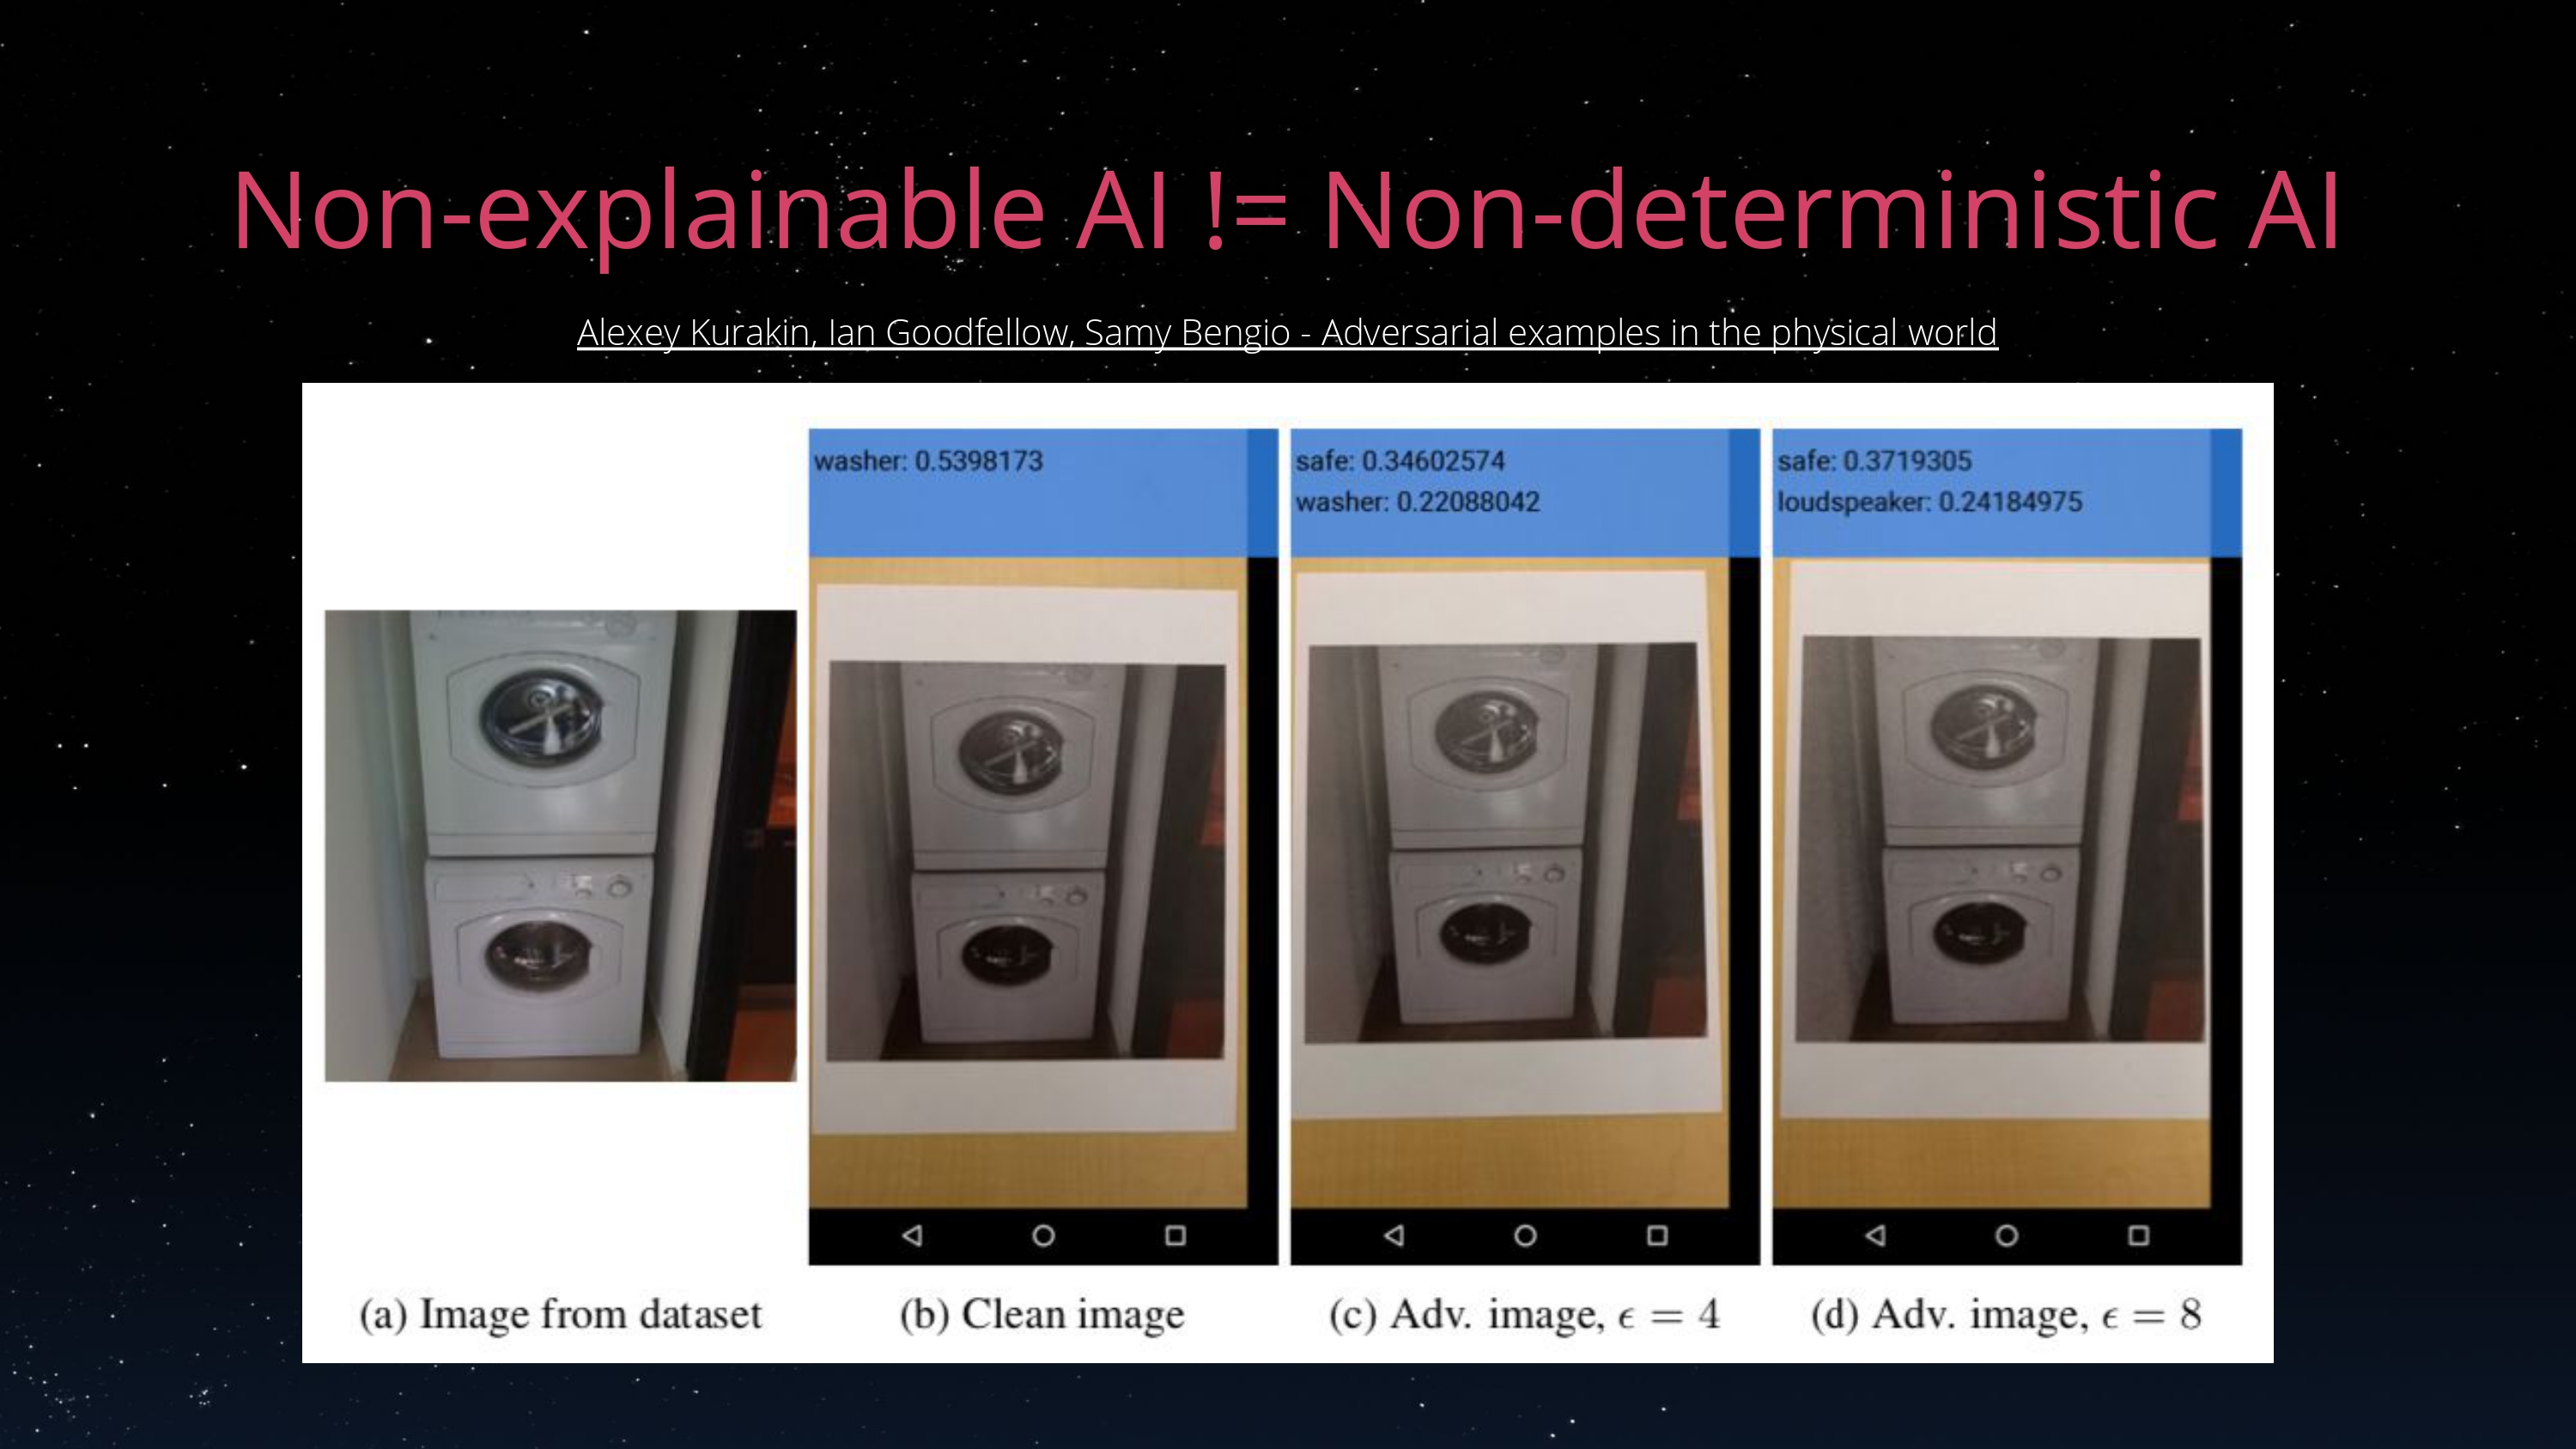 Non-explainable AI != Non-deterministic AI
Alexey Kurakin, Ian Goodfellow, Samy Bengio - Adversarial examples in the physical world
washer: 0.5398173
safe: 0.34602574
washer: 0.22088042
safe: 0.3719305
loudspeaker: 0.24184975
(a) Image from dataset
(b) Clean image
(c) Adv. image, ϵ = 4
(d) Adv. image, ϵ = 8